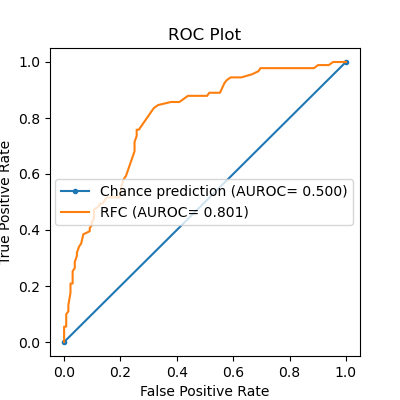 ROC Plot
1.0
0.8
0.6
0.4
0.2
0.0
True Positive Rate
Chance prediction (AUROC= 0.500)
RFC (AUROC= 0.801)
0.0 0.2 0.4 0.6 0.8 1.0
False Positive Rate